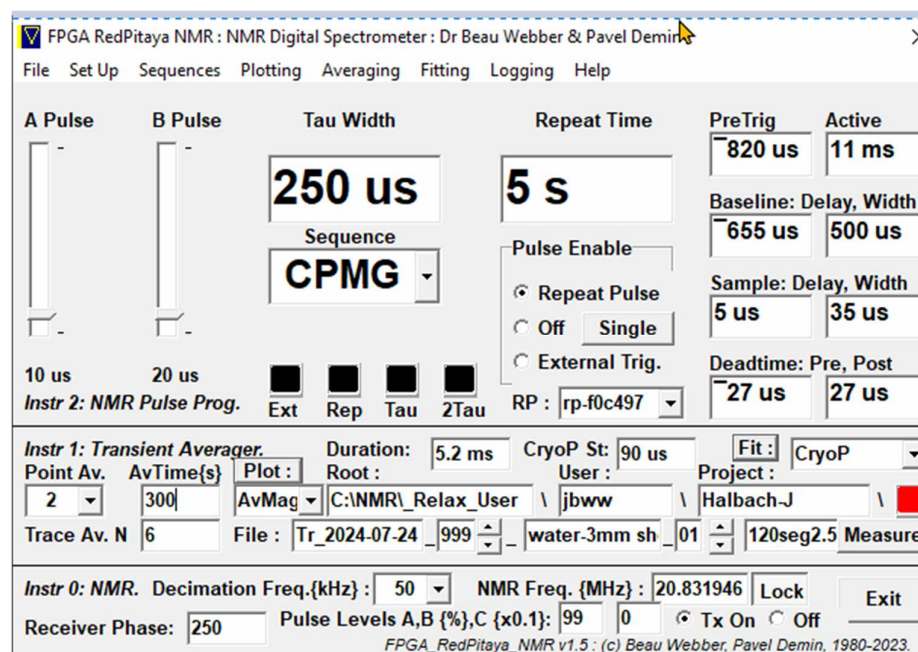 FPGA RedPitaya NMR : NMR Digital Spectrometer : Dr Beau Webber & Pavel Demin
File Set Up Sequences Plotting Averaging Fitting Logging Help
A Pulse B Pulse Tau Width Repeat Time PreTrig Active
¯820 us 11 ms
250 us 5 s
Baseline: Delay, Width
¯655 us 500 us
Sequence
Pulse Enable
CPMG
Repeat Pulse
Sample: Delay, Width
5 us 35 us
Off Single
External Trig.
Deadtime: Pre, Post
10 us 20 us
¯27 us 27 us
Instr 2: NMR Pulse Prog. Ext Rep Tau 2Tau RP : rp-f0c497
Instr 1: Transient Averager. Duration: 5.2 ms CryoP St: 90 us Fit : CryoP
Point Av. AvTime{s} Plot : Root : User : Project :
2 300 AvMag C:\NMR\_Relax_User \ jbww \ Halbach-J \
Trace Av. N 6 File : Tr_2024-07-24 _ 999 _ water-3mm sh _ 01 120seg2.5 Measure
Instr 0: NMR. Decimation Freq.{kHz} : 50 NMR Freq. {MHz} : 20.831946 Lock Exit
Receiver Phase: 250 Pulse Levels A,B {%},C {x0.1}: 99 0 Tx On Off
FPGA_RedPitaya_NMR v1.5 : (c) Beau Webber, Pavel Demin, 1980-2023.